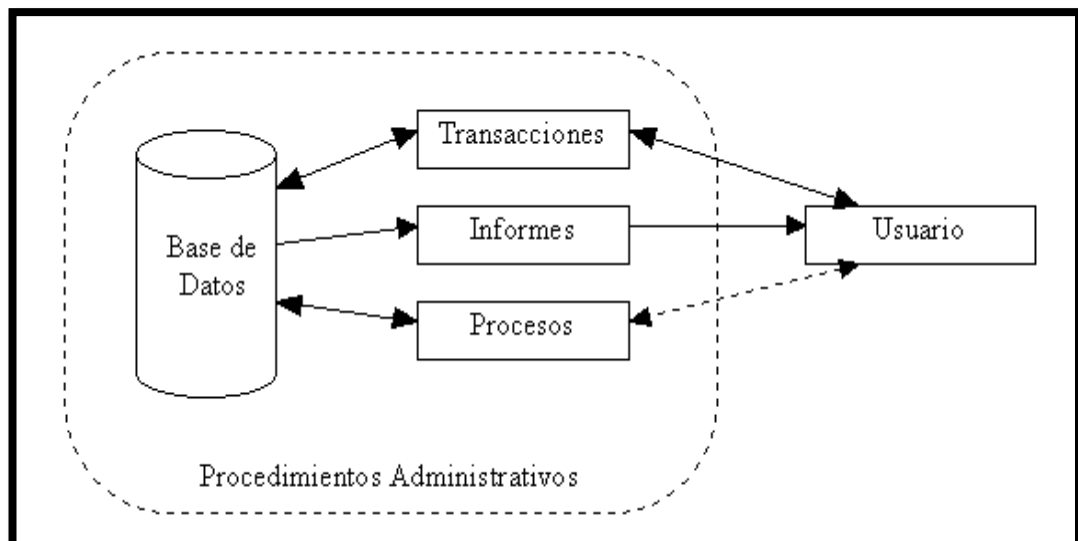 Transacciones
Informes
Procesos
Base de
Datos
Usuario
Procedimientos Administrativos